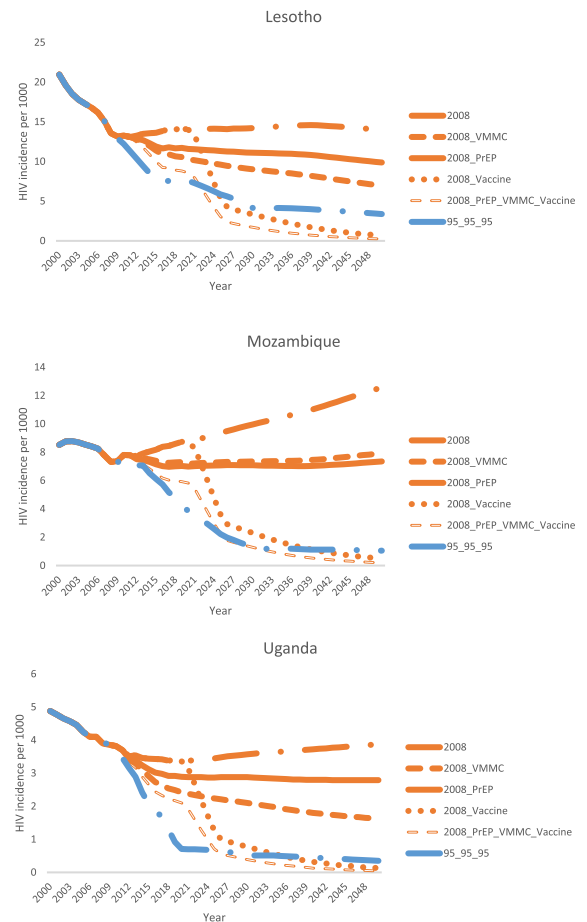 Lesotho
HIV incidence per 1000
25
20
15
10
5
0
2000 2003 2006 2009 2012 2015 2018 2021 2024 2027 2030 2033 2036 2039 2042 2045 2048
Year
2008
2008_VMMC
2008_PrEP
2008_Vaccine
2008_PrEP_VMMC_Vaccine
95_95_95
Mozambique
HIV incidence per 1000
14
12
10
8
6
4
2
0
2000 2003 2006 2009 2012 2015 2018 2021 2024 2027 2030 2033 2036 2039 2042 2045 2048
Year
2008
2008_VMMC
2008_PrEP
2008_Vaccine
2008_PrEP_VMMC_Vaccine
95_95_95
Uganda
HIV incidence per 1000
6
5
4
3
2
1
0
2000 2003 2006 2009 2012 2015 2018 2021 2024 2027 2030 2033 2036 2039 2042 2045 2048
Year
2008
2008_VMMC
2008_PrEP
2008_Vaccine
2008_PrEP_VMMC_Vaccine
95_95_95